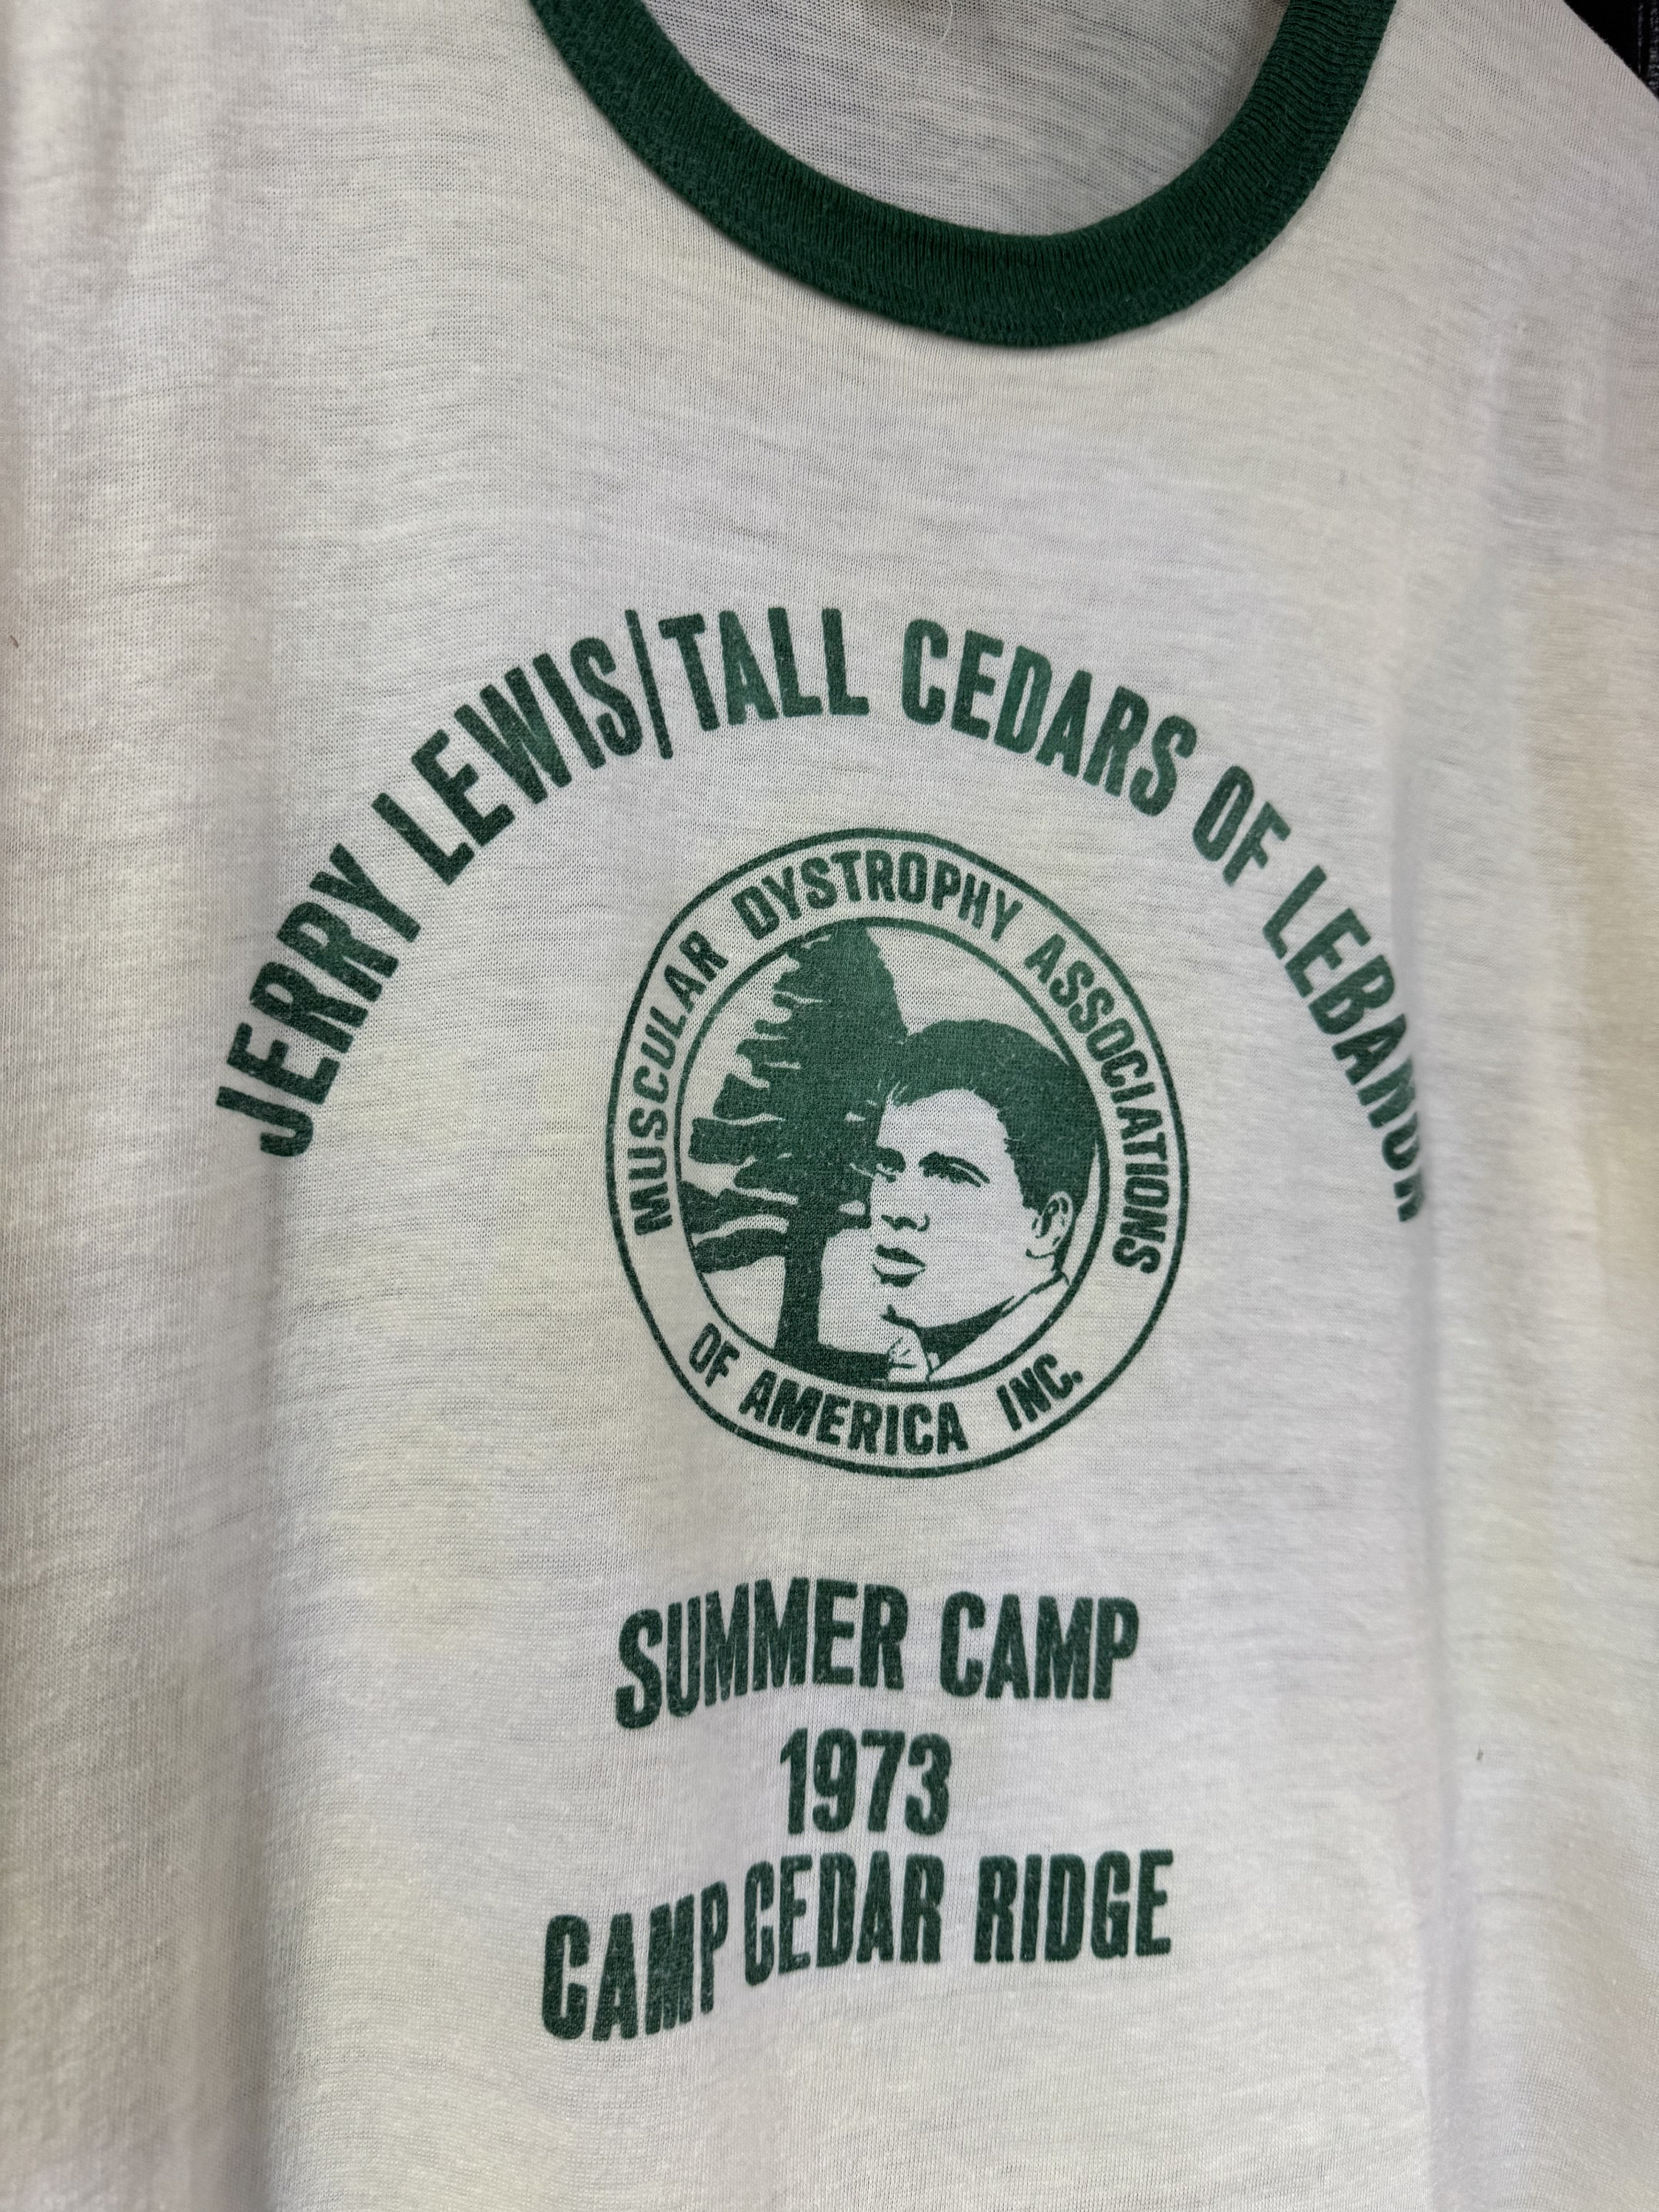 JERRY LEWIS/TALL CEDARS OF LEBANON
MUSCULAR DYSTROPHY ASSOCIATIONS
OF AMERICA INC.
SUMMER CAMP
1973
CAMP CEDAR RIDGE